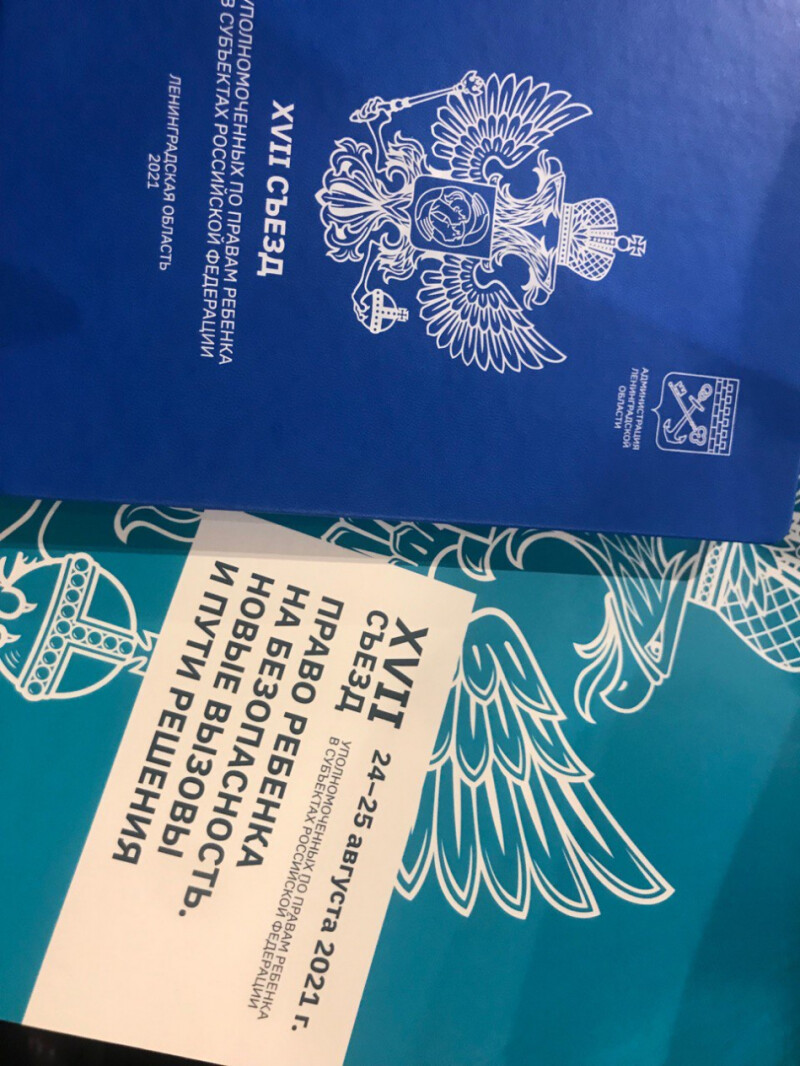 АДМИНИСТРАЦИЯ
ЛЕНИНГРАДСКОЙ
ОБЛАСТИ
XVII СЪЕЗД
УПОЛНОМОЧЕННЫХ ПО ПРАВАМ РЕБЕНКА
В СУБЪЕКТАХ РОССИЙСКОЙ ФЕДЕРАЦИИ
ЛЕНИНГРАДСКАЯ ОБЛАСТЬ
2021
XVII 24–25 августа 2021 г.
СЪЕЗД УПОЛНОМОЧЕННЫХ ПО ПРАВАМ РЕБЕНКА
В СУБЪЕКТАХ РОССИЙСКОЙ ФЕДЕРАЦИИ
ПРАВО РЕБЕНКА
НА БЕЗОПАСНОСТЬ.
НОВЫЕ ВЫЗОВЫ
И ПУТИ РЕШЕНИЯ